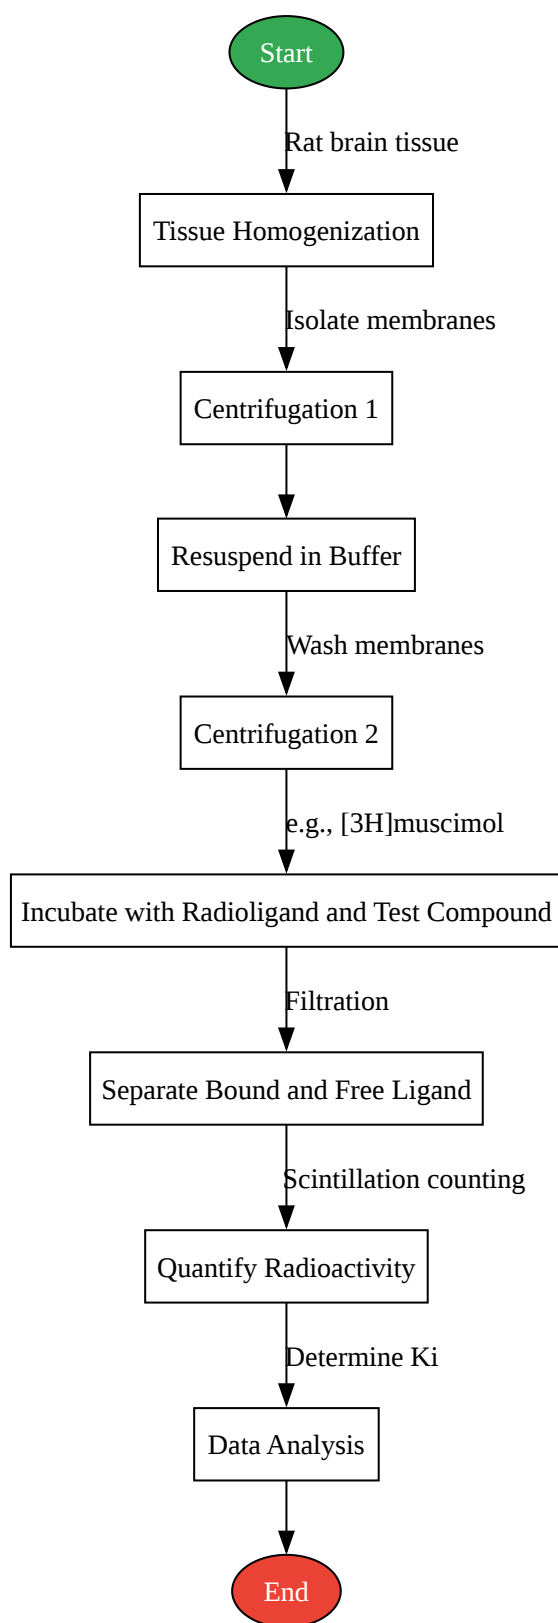 Start
Rat brain tissue
Tissue Homogenization
Isolate membranes
Centrifugation 1
Resuspend in Buffer
Wash membranes
Centrifugation 2
e.g., [3H]muscimol
Incubate with Radioligand and Test Compound
Filtration
Separate Bound and Free Ligand
Scintillation counting
Quantify Radioactivity
Determine Ki
Data Analysis
End